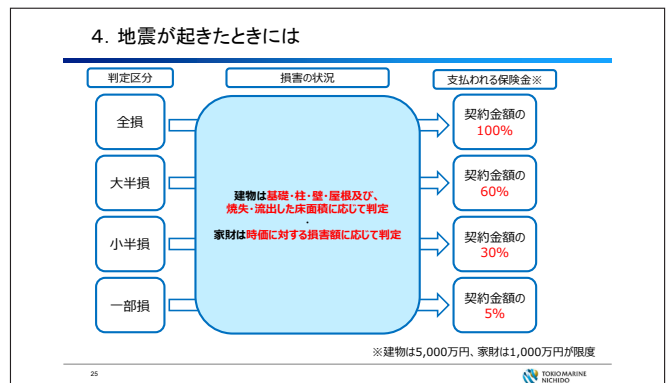 4. 地震が起きたときには
判定区分
損害の状況
支払われる保険金※
全損
契約金額の
100%
大半損
契約金額の
60%
建物は基礎・柱・壁・屋根及び、
焼失・流出した床面積に応じて判定
・
家財は時価に対する損害額に応じて判定
小半損
契約金額の
30%
一部損
契約金額の
5%
※建物は5,000万円、家財は1,000万円が限度
25
TOKIO MARINE
NICHIDO